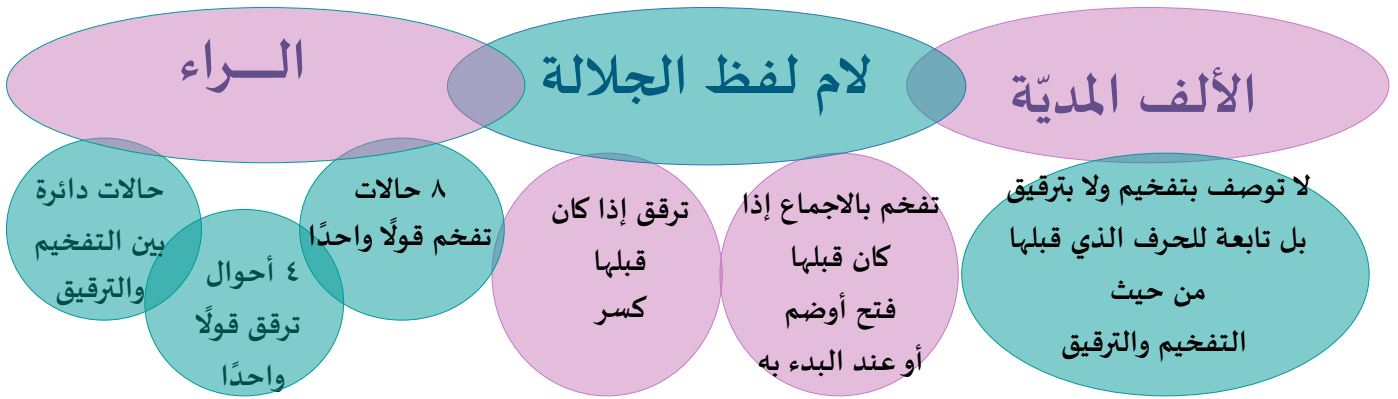 الألف المديّة
لام لفظ الجلالة
الـــراء
لا توصف بتفخيم ولا بترقيق
بل تابعة للحرف الذي قبلها
من حيث
التفخيم والترقيق
تفخم بالاجماع إذا
كان قبلها
فتح أوضم
أو عند البدء به
ترقق إذا كان
قبلها
كسر
٨ حالات
تفخم قولًا واحدًا
٤ أحوال
ترقق قولًا
واحدًا
حالات دائرة
بين التفخيم
والترقيق